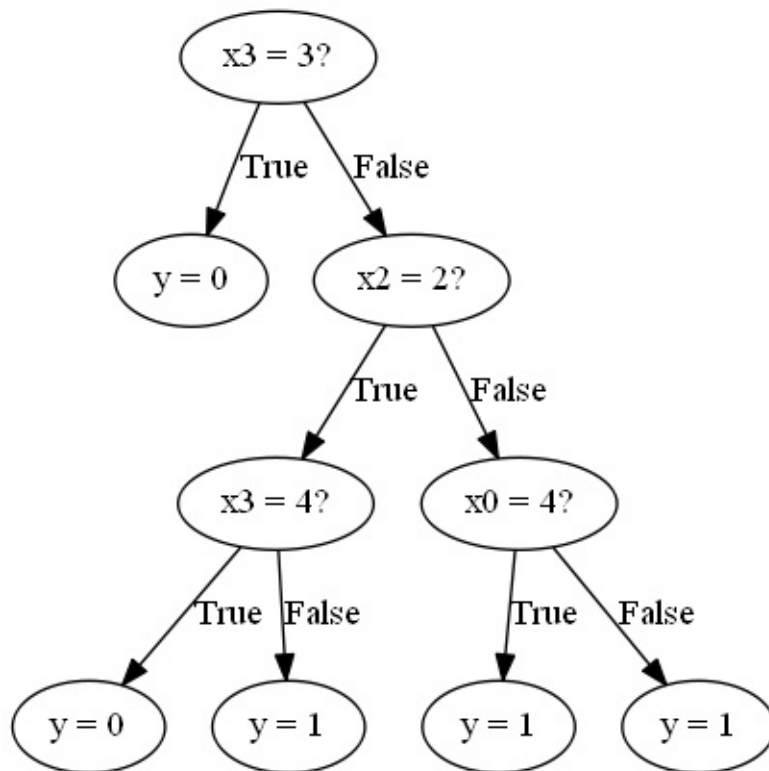 x3 = 3?
True
False
y = 0
x2 = 2?
True
False
x3 = 4?
x0 = 4?
True
False
True
False
y = 0
y = 1
y = 1
y = 1